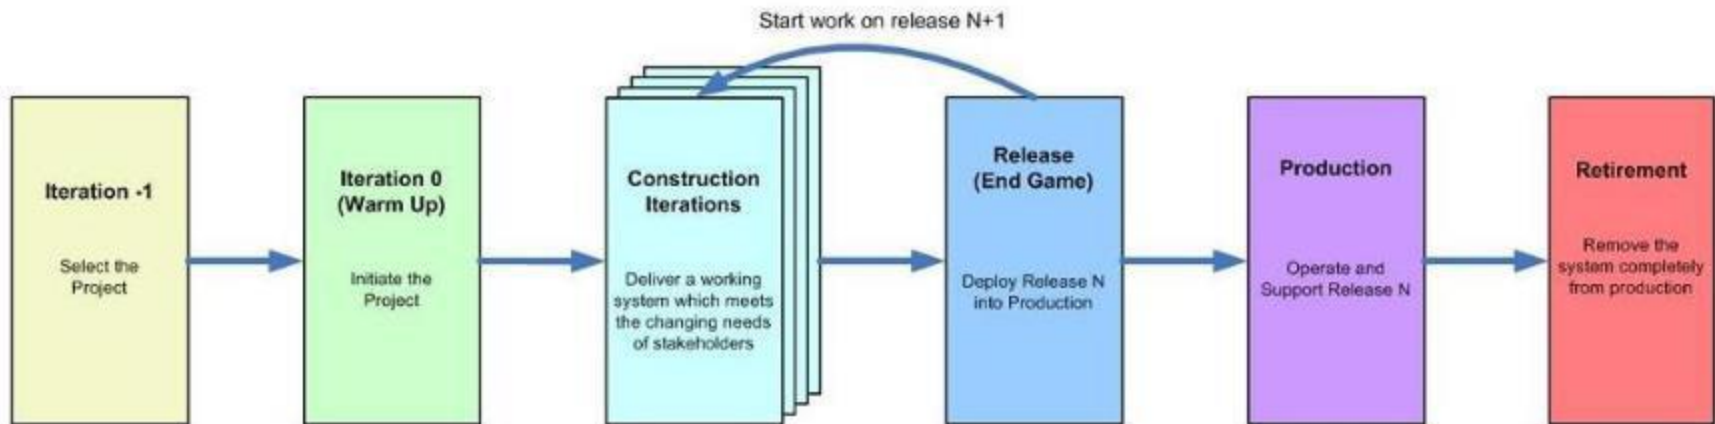 Start work on release N+1
Iteration -1
Select the
Project
Iteration 0
(Warm Up)
Initiate the
Project
Construction
Iterations
Deliver a working
system which meets
the changing needs
of stakeholders
Release
(End Game)
Deploy Release N
into Production
Production
Operate and
Support Release N
Retirement
Remove the
system completely
from production